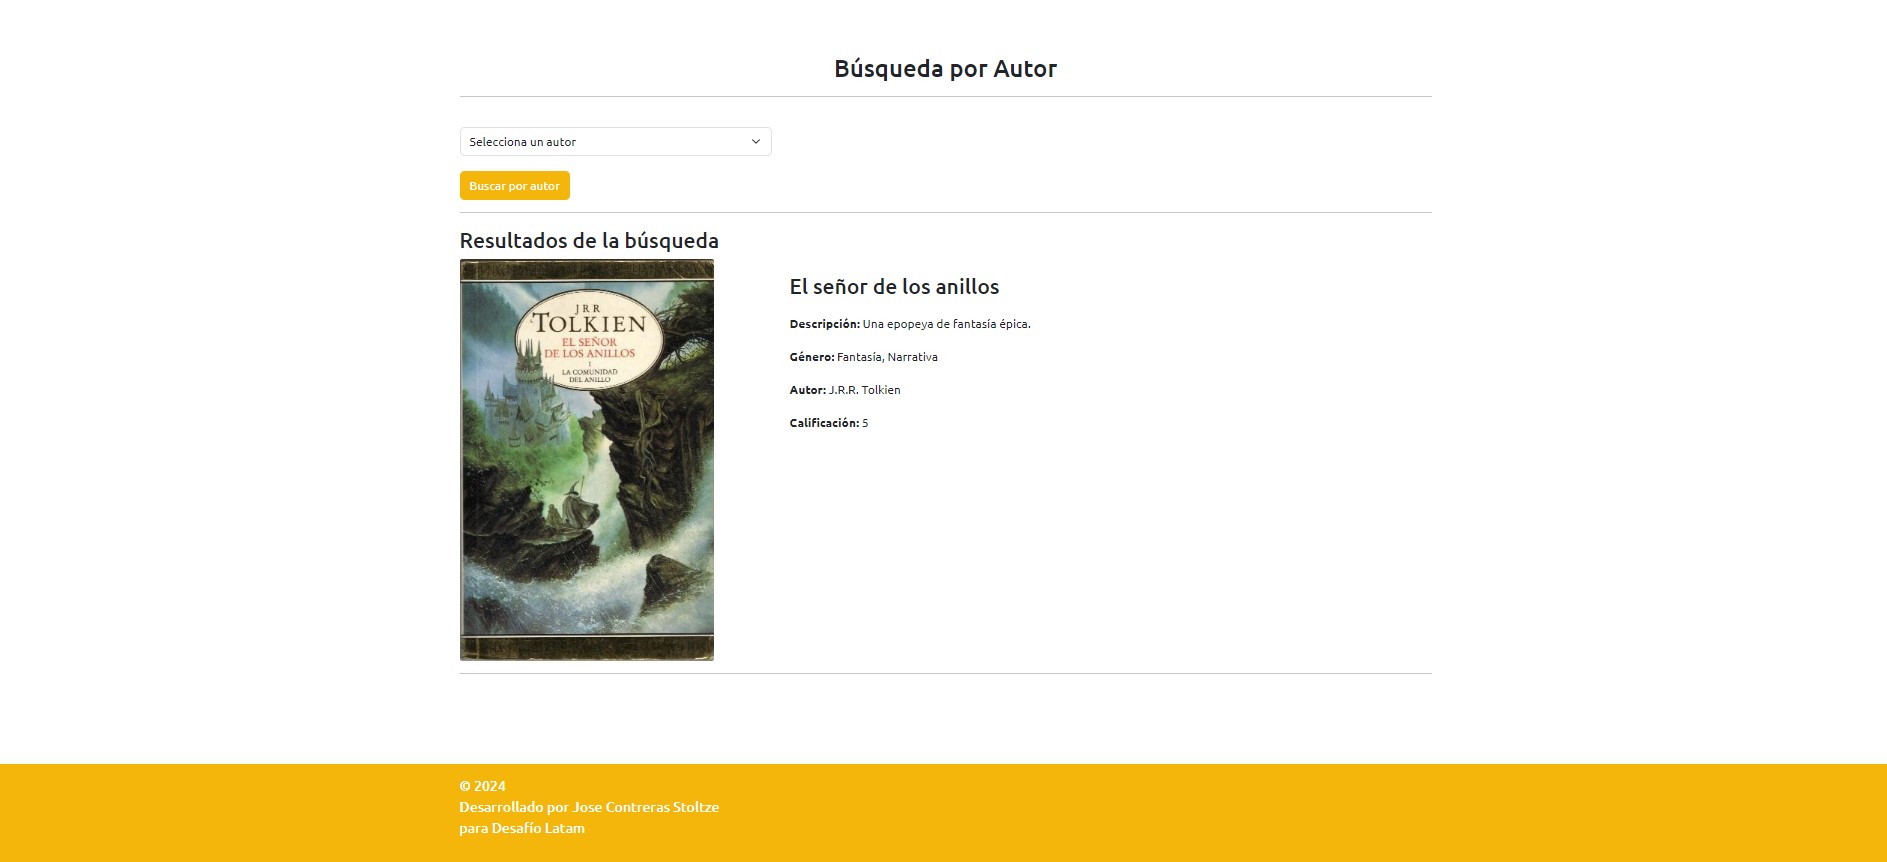 Búsqueda por Autor
Selecciona un autor
Buscar por autor
Resultados de la búsqueda
J R R
TOLKIEN
EL SEÑOR
DE LOS ANILLOS
I
LA COMUNIDAD
DEL ANILLO
El señor de los anillos
Descripción: Una epopeya de fantasía épica.
Género: Fantasía, Narrativa
Autor: J.R.R. Tolkien
Calificación: 5
© 2024
Desarrollado por Jose Contreras Stoltze
para Desafío Latam